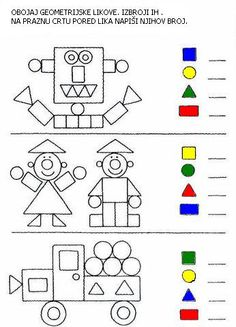 OBOJAJ GEOMETRIJSKE LIKOVE. IZBROJI IH .
NA PRAZNU CRTU PORED LIKA NAPIŠI NJIHOV BROJ.